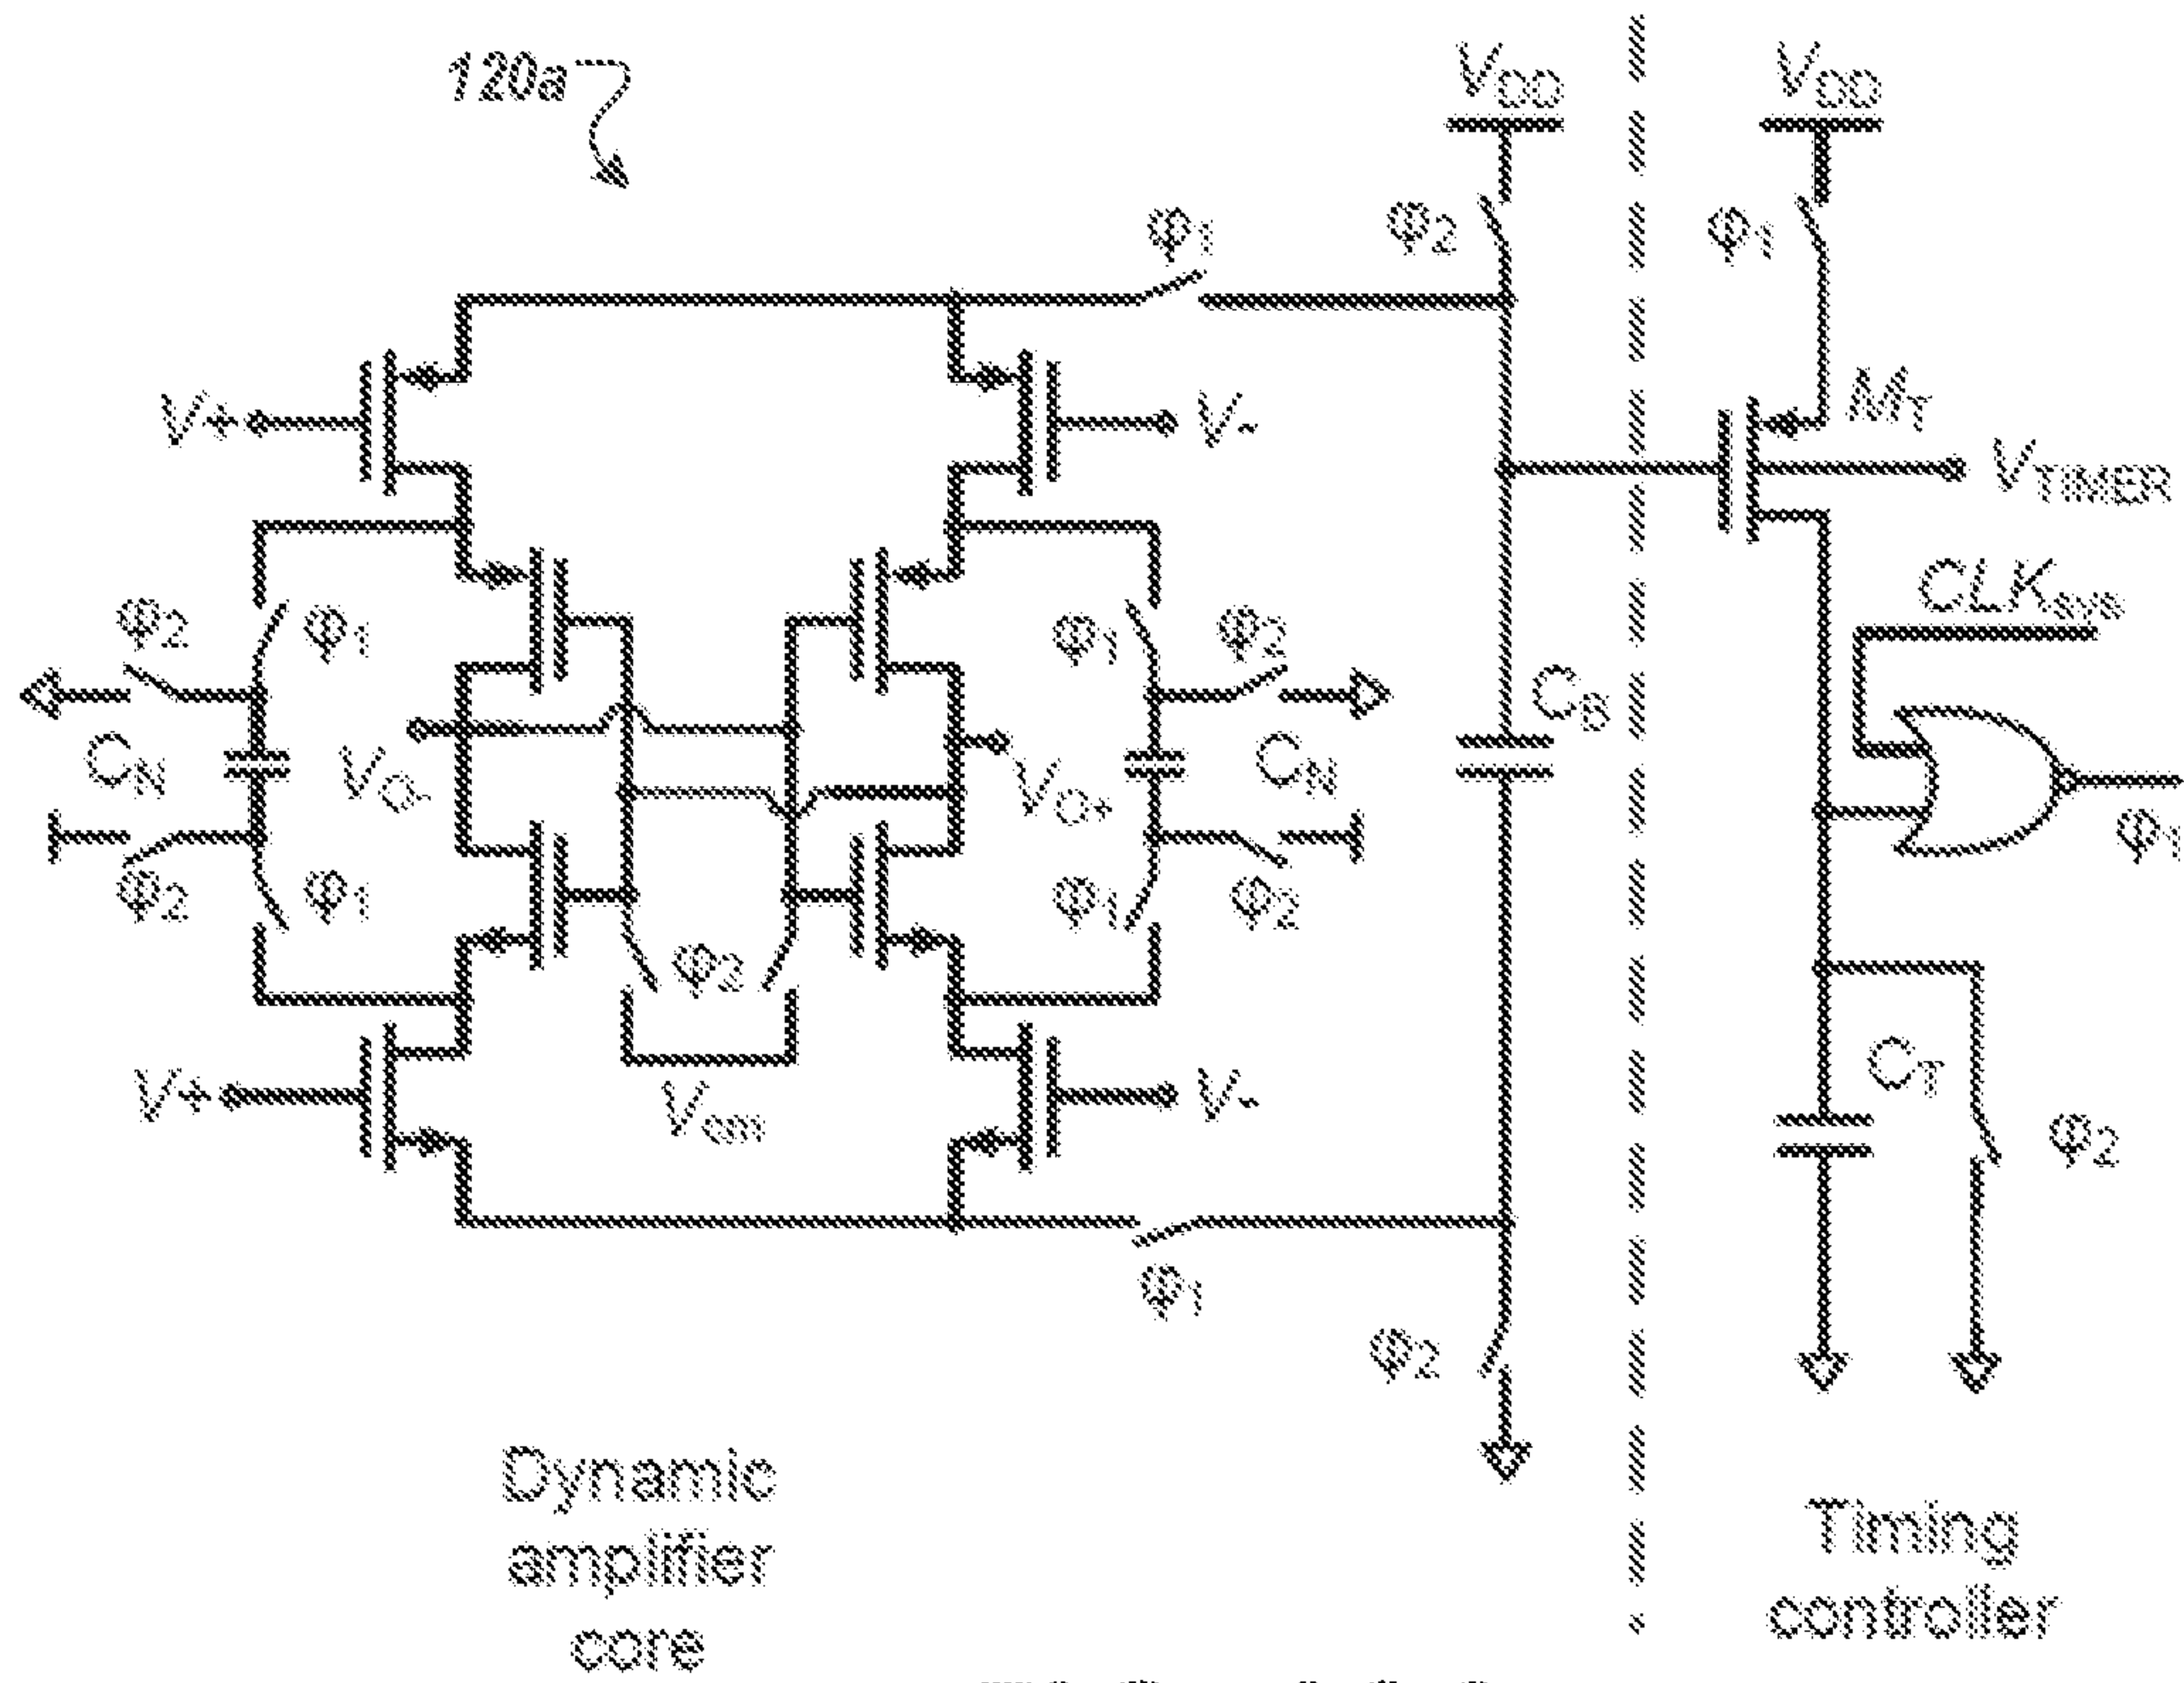 120a
VDD
VDD
φ1
φ2
φ1
V+
V-
MT
VTIMER
CLKsys
φ2
φ1
φ1
φ2
CN
VO-
VO+
CN
CB
φ1
φ2
φ1
φ2
φ1
φ2
CT
V+
Vcm
V-
φ2
φ1
φ2
Dynamic
amplifier
core
Timing
controller